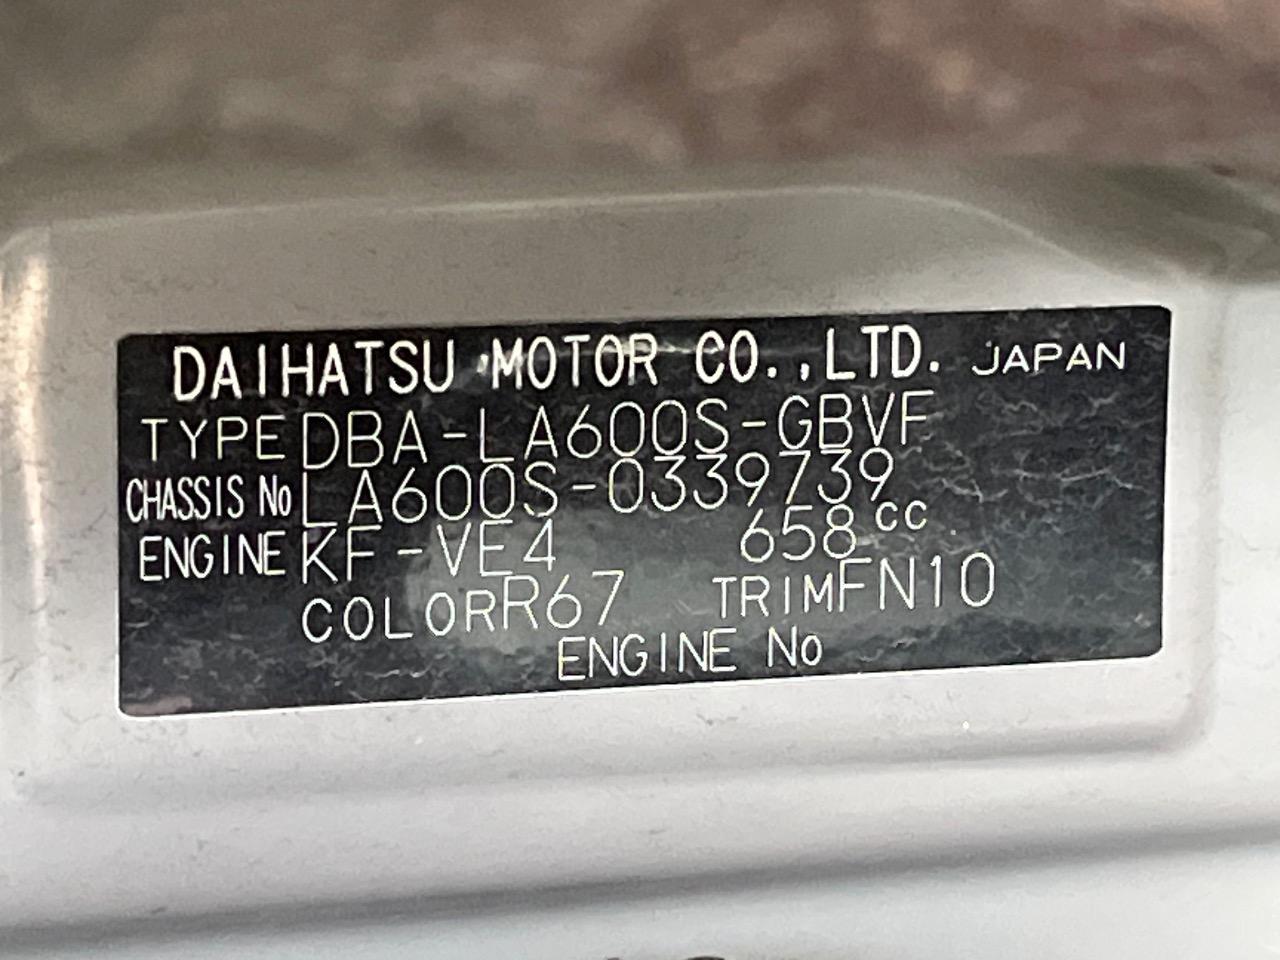 DAIHATSU MOTOR CO.,LTD. JAPAN
TYPE DBA-LA600S-GBVF
CHASSIS No LA600S-0339739
ENGINE KF-VE4 658cc
COLOR R67 TRIM FN10
ENGINE No